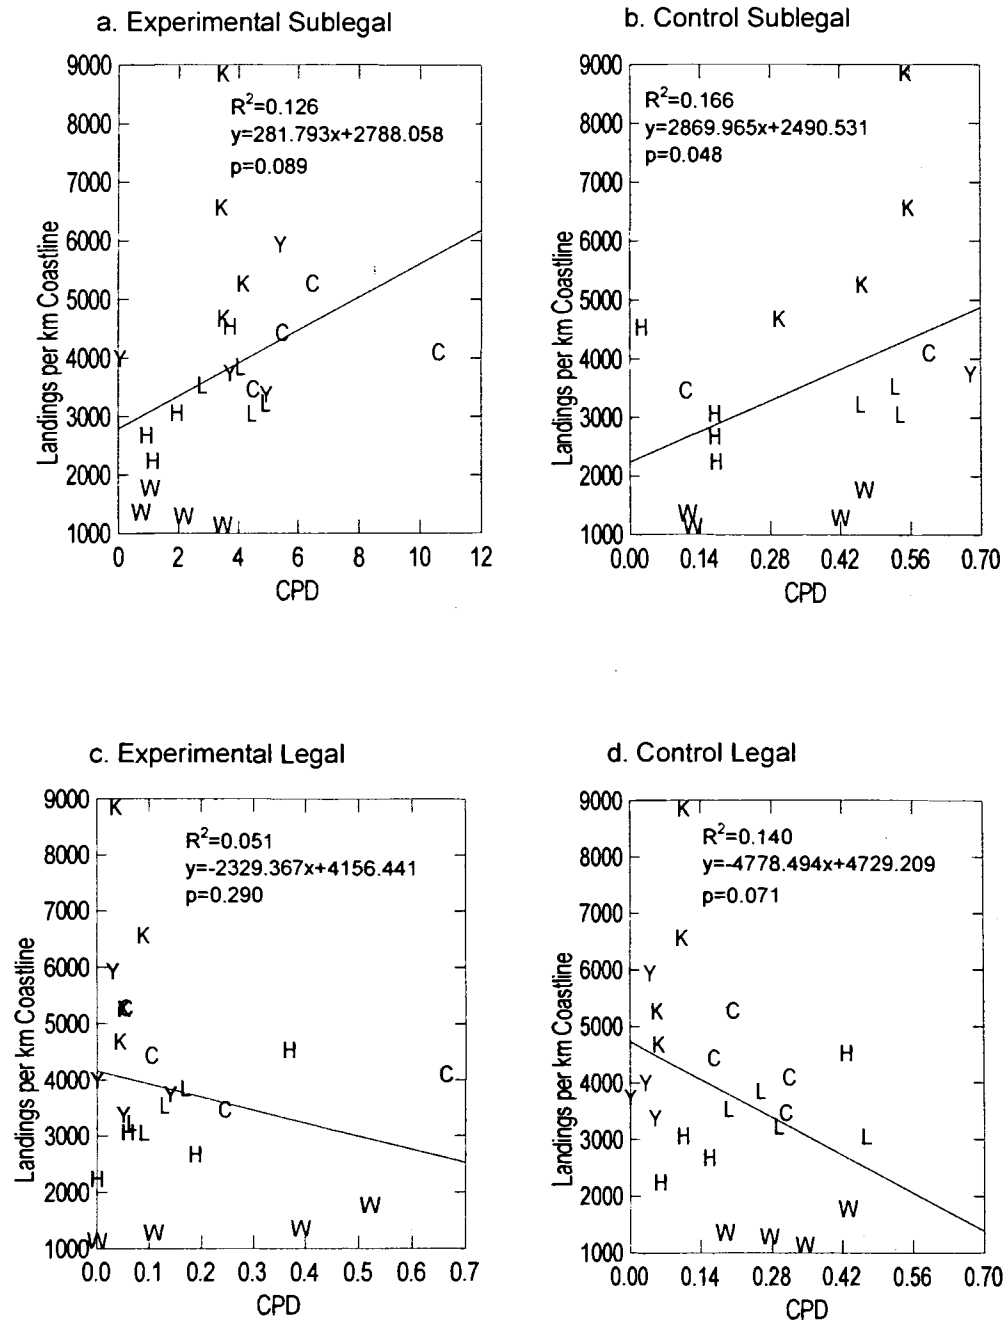 a. Experimental Sublegal
9000
8000
7000
6000
5000
4000
3000
2000
1000
Landings per km Coastline
R²=0.126
y=281.793x+2788.058
p=0.089
K
K
Y
K
C
K
H
C
Y
C
L
Y
L
C
Y
L
H
L
H
H
W
W
W
W
0 2 4 6 8 10 12
CPD
b. Control Sublegal
9000
8000
7000
6000
5000
4000
3000
2000
1000
Landings per km Coastline
R²=0.166
y=2869.965x+2490.531
p=0.048
K
K
K
K
H
C
Y
C
L
L
H
L
H
H
W
W
W
W
0.00 0.14 0.28 0.42 0.56 0.70
CPD
c. Experimental Legal
9000
8000
7000
6000
5000
4000
3000
2000
1000
Landings per km Coastline
R²=0.051
y=-2329.367x+4156.441
p=0.290
K
K
Y
K
C
K
C
H
C
Y
L
Y
L
C
Y
L
H
L
H
H
W
W
W
W
0.0 0.1 0.2 0.3 0.4 0.5 0.6 0.7
CPD
d. Control Legal
9000
8000
7000
6000
5000
4000
3000
2000
1000
Landings per km Coastline
R²=0.140
y=-4778.494x+4729.209
p=0.071
K
K
Y
K
C
K
C
H
Y
C
Y
L
L
C
Y
L
H
L
H
H
W
W
W
W
0.00 0.14 0.28 0.42 0.56 0.70
CPD